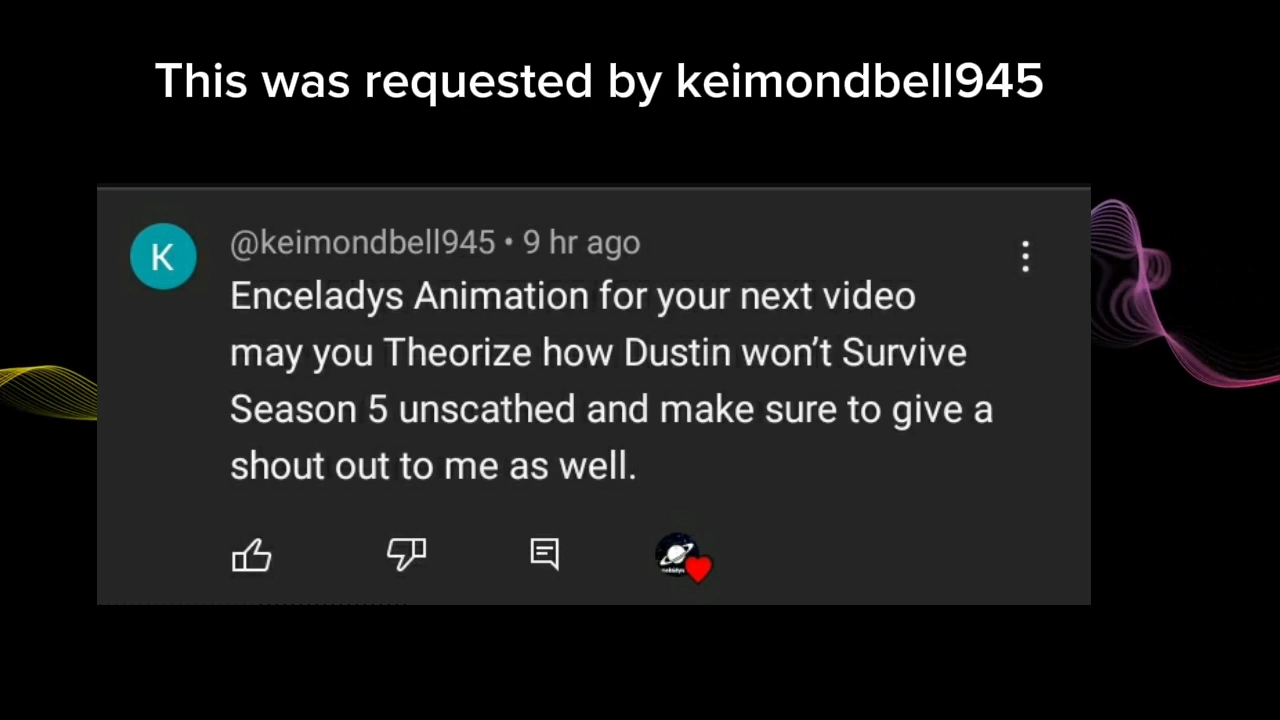 This was requested by keimondbell945
K
@keimondbell945 • 9 hr ago
Enceladys Animation for your next video
may you Theorize how Dustin won’t Survive
Season 5 unscathed and make sure to give a
shout out to me as well.